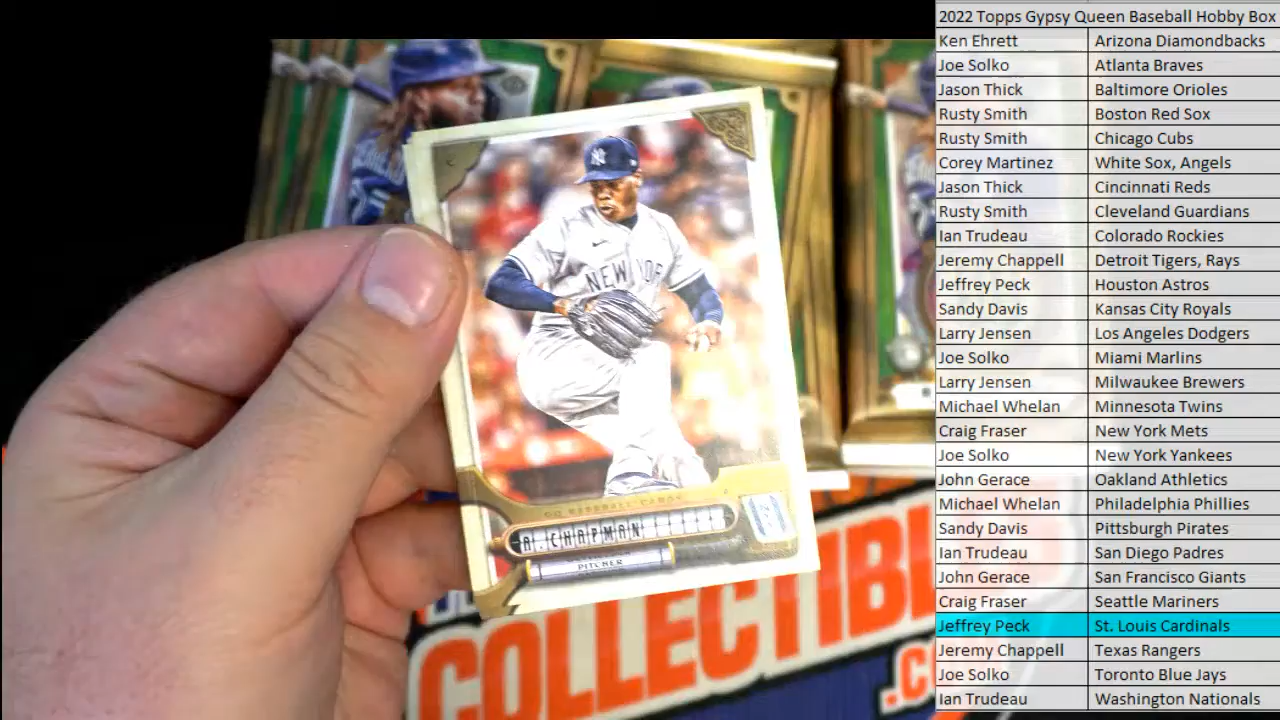 2022 Topps Gypsy Queen Baseball Hobby Box
Ken Ehrett Arizona Diamondbacks
Joe Solko Atlanta Braves
Jason Thick Baltimore Orioles
Rusty Smith Boston Red Sox
Rusty Smith Chicago Cubs
Corey Martinez White Sox, Angels
Jason Thick Cincinnati Reds
Rusty Smith Cleveland Guardians
Ian Trudeau Colorado Rockies
Jeremy Chappell Detroit Tigers, Rays
Jeffrey Peck Houston Astros
Sandy Davis Kansas City Royals
Larry Jensen Los Angeles Dodgers
Joe Solko Miami Marlins
Larry Jensen Milwaukee Brewers
Michael Whelan Minnesota Twins
Craig Fraser New York Mets
Joe Solko New York Yankees
John Gerace Oakland Athletics
Michael Whelan Philadelphia Phillies
Sandy Davis Pittsburgh Pirates
Ian Trudeau San Diego Padres
John Gerace San Francisco Giants
Craig Fraser Seattle Mariners
Jeffrey Peck St. Louis Cardinals
Jeremy Chappell Texas Rangers
Joe Solko Toronto Blue Jays
Ian Trudeau Washington Nationals
NEW YOR
GQ BASEBALL CARDS
A. CHAPMAN
PITCHER
COLLECTIBL
.C